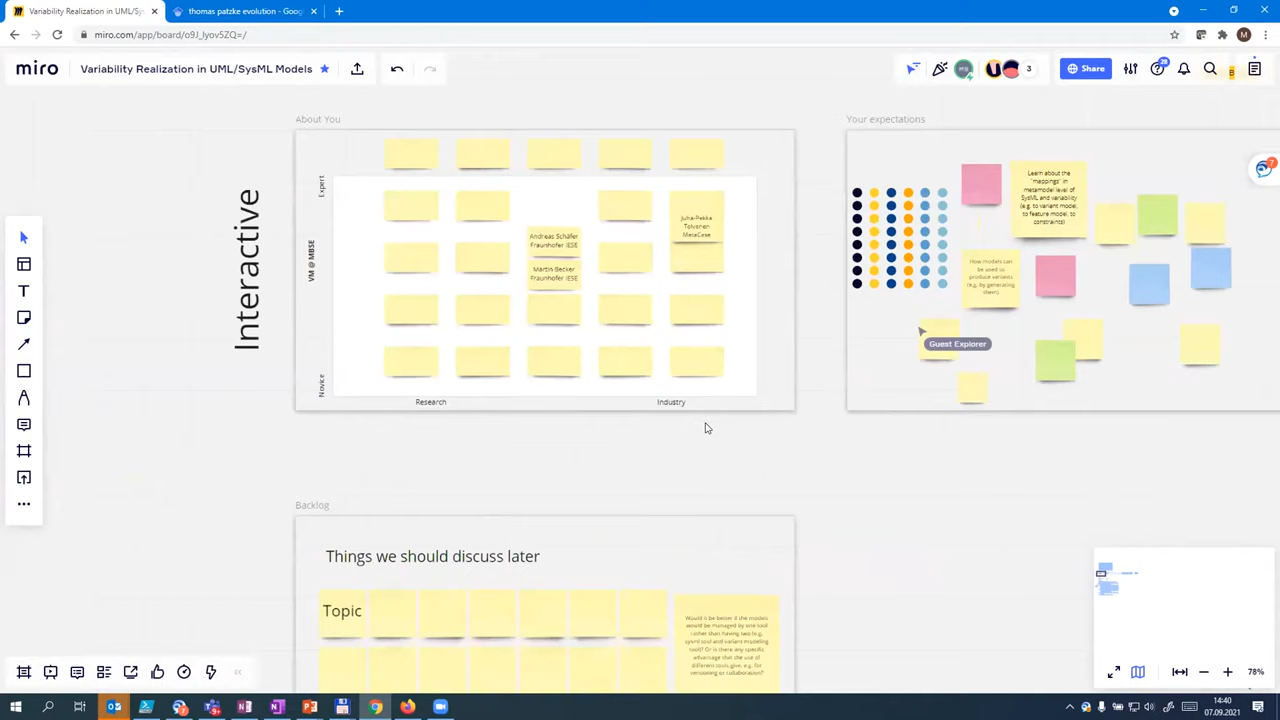 Variability Realization in UML/Sys
thomas patzke evolution - Goog
miro.com/app/board/o9J_lyov5ZQ=/
M
miro
Variability Realization in UML/SysML Models
MB
3
Share
28
7
About You
Your expectations
Interactive
Expert
Novice
Juha-Pekka
Tolvanen
MetaCase
Andreas Schäfer
Fraunhofer IESE
Martin Becker
Fraunhofer IESE
Research
Industry
Learn about the
"mappings" in
metamodel level of
SysML and variability
(e.g. to variant model,
to feature model, to
constraints)
How models can
be used to
produce variants
(e.g. by generating
them)
Guest Explorer
Backlog
Things we should discuss later
Topic
Would it be better if the models
would be managed by one tool
rather than having two (e.g.
sysml tool and variant modeling
tool)? Or is there any specific
advantage that the use of
different tools give, e.g. for
versioning or collaboration?
78%
14:40
07.09.2021